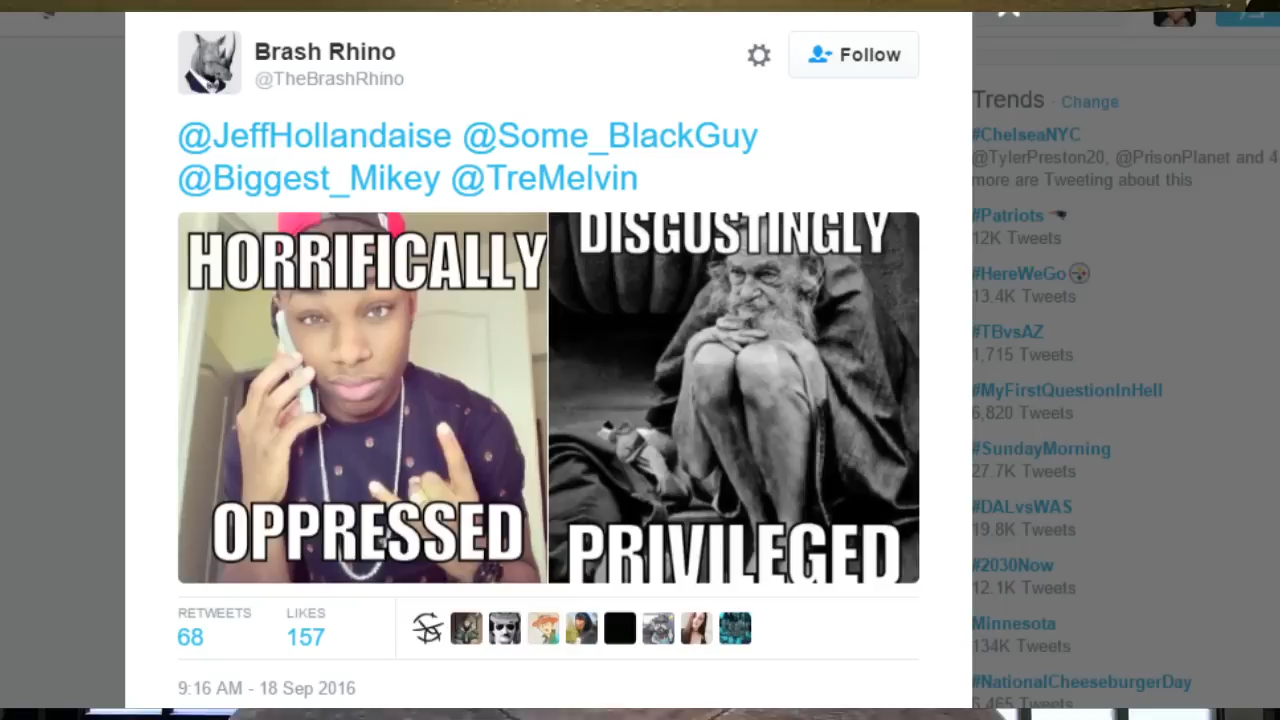 Brash Rhino
@TheBrashRhino
Follow
@JeffHollandaise @Some_BlackGuy
@Biggest_Mikey @TreMelvin
HORRIFICALLY
OPPRESSED
DISGUSTINGLY
PRIVILEGED
RETWEETS
68
LIKES
157
9:16 AM - 18 Sep 2016
Trends · Change
#ChelseaNYC
@TylerPreston20, @PrisonPlanet and 4
more are Tweeting about this
#Patriots
12K Tweets
#HereWeGo
13.4K Tweets
#TBvsAZ
1,715 Tweets
#MyFirstQuestionInHell
6,820 Tweets
#SundayMorning
27.7K Tweets
#DALvsWAS
19.8K Tweets
#2030Now
12.1K Tweets
Minnesota
134K Tweets
#NationalCheeseburgerDay
6,465 Tweets